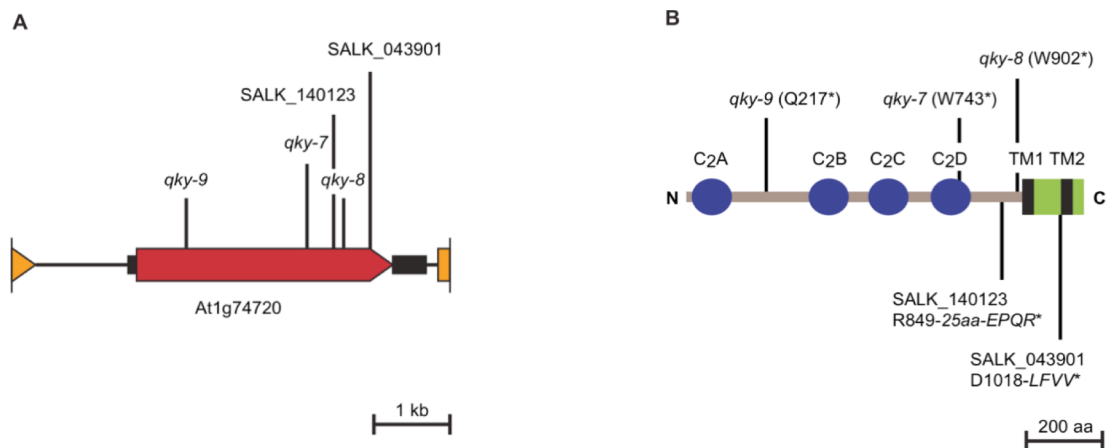 A
SALK_043901
SALK_140123
qky-7
qky-8
qky-9
At1g74720
1 kb
B
qky-8 (W902*)
qky-9 (Q217*)
qky-7 (W743*)
C2A
C2B
C2C
C2D
TM1
TM2
N
C
SALK_140123
R849-25aa-EPQR*
SALK_043901
D1018-LFVV*
200 aa